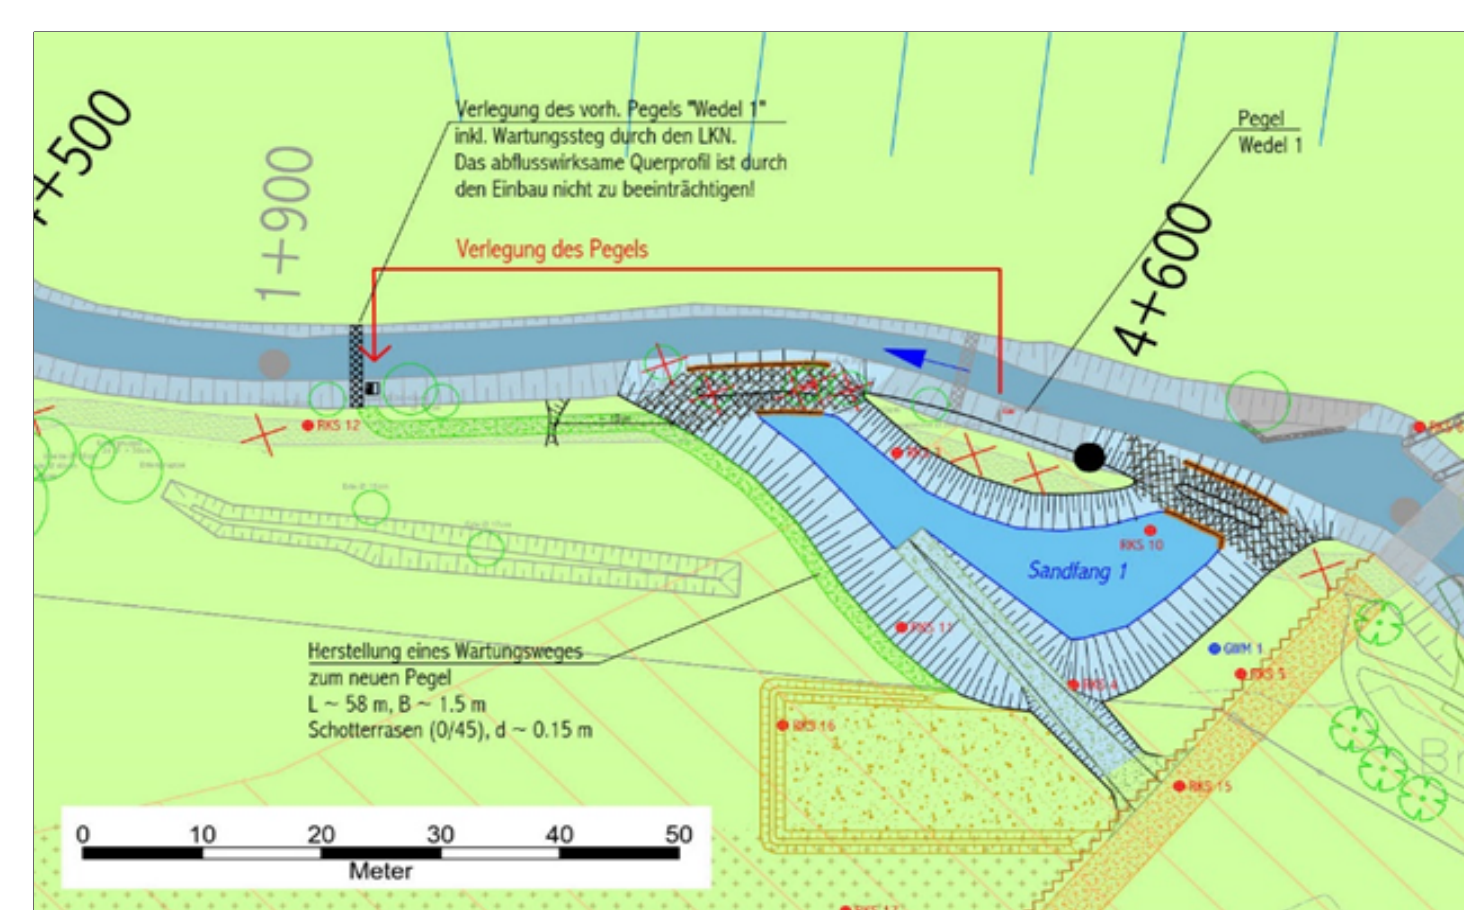 4+500
1+900
Verlegung des vorh. Pegels "Wedel 1"
inkl. Wartungssteg durch den LKN.
Das abflusswirksame Querprofil ist durch
den Einbau nicht zu beeinträchtigen!
Pegel
Wedel 1
Verlegung des Pegels
4+600
RKS 12
RKS 10
Sandfang 1
RKS 11
GWM 1
RKS 4
RKS 5
Herstellung eines Wartungsweges
zum neuen Pegel
L ~ 58 m, B ~ 1.5 m
Schotterrasen (0/45), d ~ 0.15 m
RKS 16
RKS 15
Br
0 10 20 30 40 50
Meter